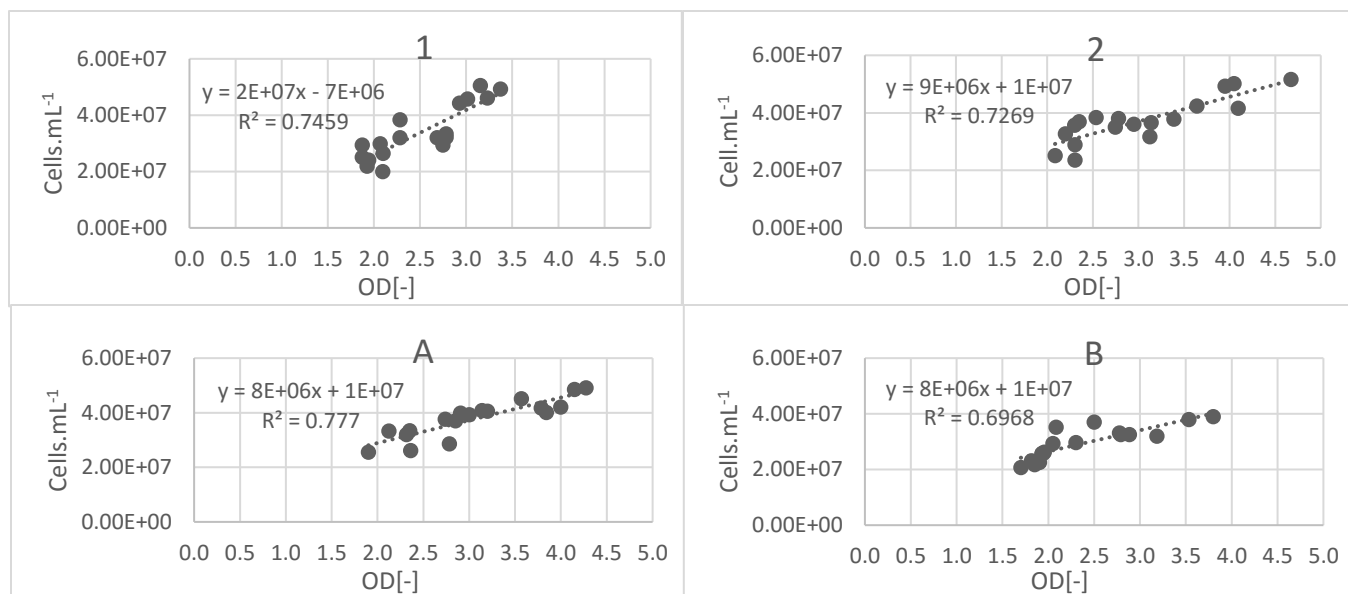 1
6.00E+07
4.00E+07
2.00E+07
0.00E+00
Cells.mL⁻¹
y = 2E+07x - 7E+06
R² = 0.7459
0.0 0.5 1.0 1.5 2.0 2.5 3.0 3.5 4.0 4.5 5.0
OD[-]
2
6.00E+07
4.00E+07
2.00E+07
0.00E+00
Cell.mL⁻¹
y = 9E+06x + 1E+07
R² = 0.7269
0.0 0.5 1.0 1.5 2.0 2.5 3.0 3.5 4.0 4.5 5.0
OD[-]
A
6.00E+07
4.00E+07
2.00E+07
0.00E+00
Cells.mL⁻¹
y = 8E+06x + 1E+07
R² = 0.777
0.0 0.5 1.0 1.5 2.0 2.5 3.0 3.5 4.0 4.5 5.0
OD[-]
B
6.00E+07
4.00E+07
2.00E+07
0.00E+00
Cells.mL⁻¹
y = 8E+06x + 1E+07
R² = 0.6968
0.0 0.5 1.0 1.5 2.0 2.5 3.0 3.5 4.0 4.5 5.0
OD[-]